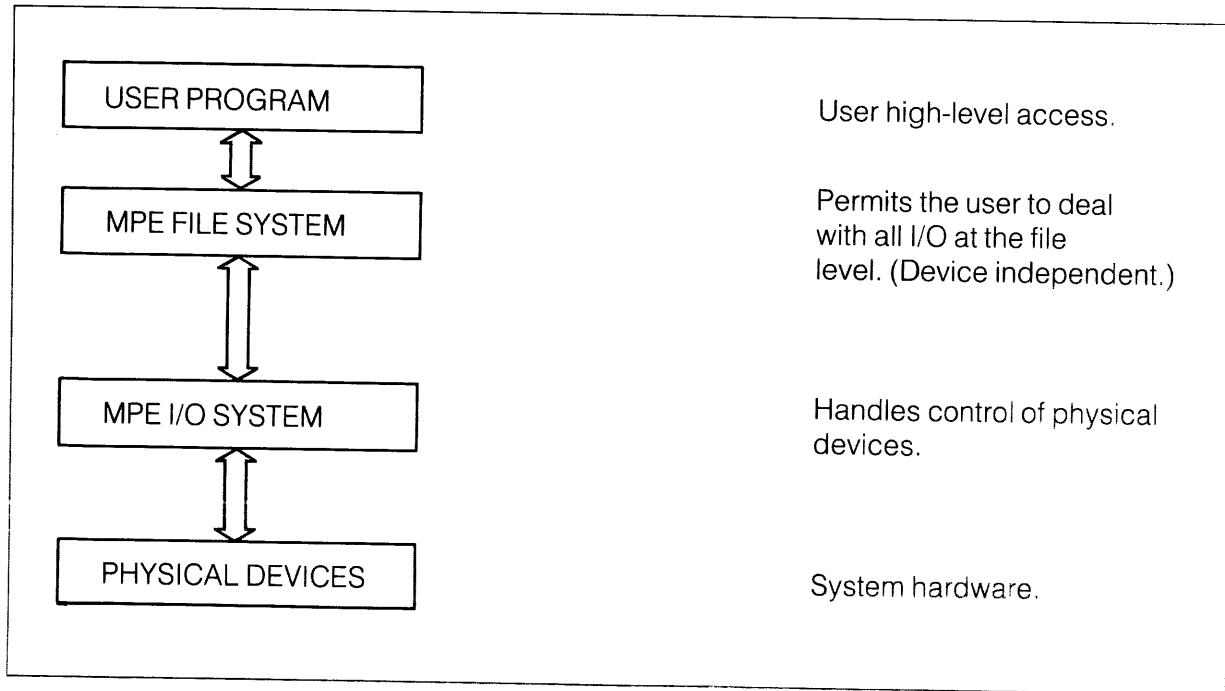 USER PROGRAM
User high-level access.
MPE FILE SYSTEM
Permits the user to deal
with all I/O at the file
level. (Device independent.)
MPE I/O SYSTEM
Handles control of physical
devices.
PHYSICAL DEVICES
System hardware.